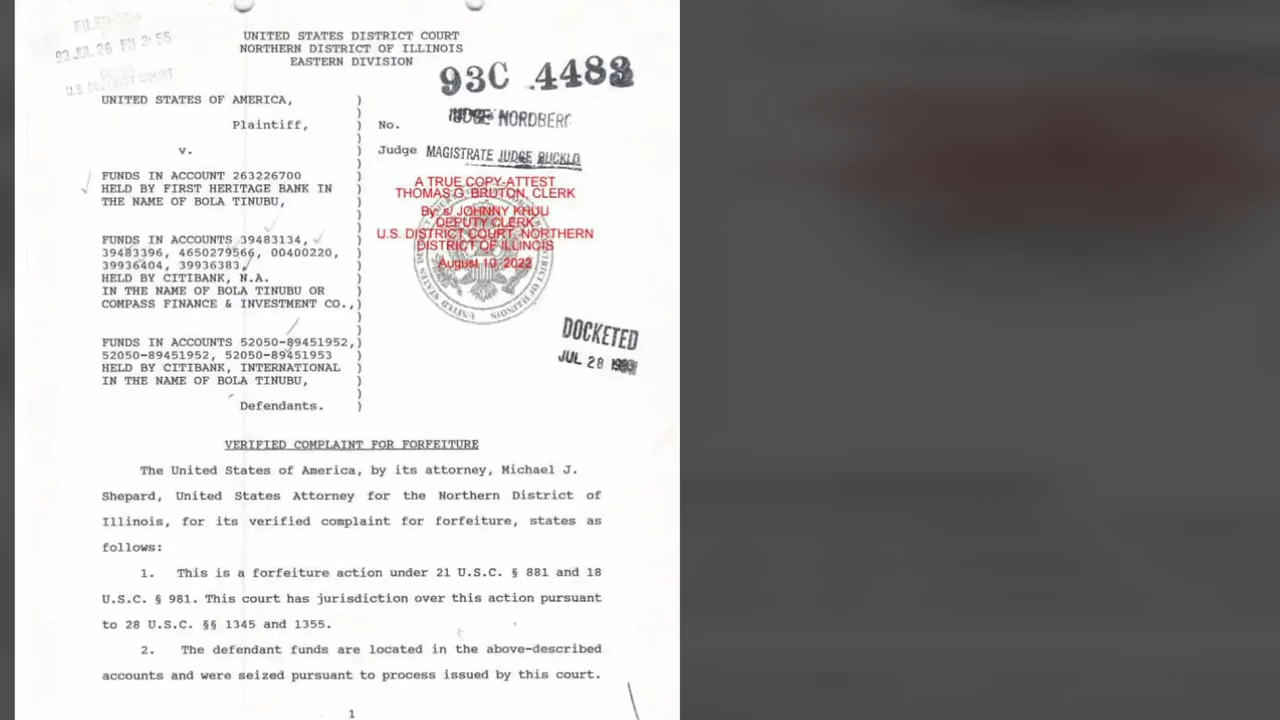 FILED
93 JUL 26 PM 3:55
U.S. DISTRICT COURT
UNITED STATES DISTRICT COURT
NORTHERN DISTRICT OF ILLINOIS
EASTERN DIVISION
93C 4483
JUDGE NORDBERG
UNITED STATES OF AMERICA, )
Plaintiff, ) No.
v. ) Judge MAGISTRATE JUDGE BUCKLO
FUNDS IN ACCOUNT 263226700
HELD BY FIRST HERITAGE BANK IN
THE NAME OF BOLA TINUBU,
A TRUE COPY-ATTEST
THOMAS G. BRUTON, CLERK
By: s/ JOHNNY KHUU
DEPUTY CLERK
U.S. DISTRICT COURT, NORTHERN
DISTRICT OF ILLINOIS
August 10, 2022
FUNDS IN ACCOUNTS 39483134,
39483396, 4650279566, 00400220,
39936404, 39936383,
HELD BY CITIBANK, N.A.
IN THE NAME OF BOLA TINUBU OR
COMPASS FINANCE & INVESTMENT CO.,)
DOCKETED
JUL 28 1993
FUNDS IN ACCOUNTS 52050-89451952,)
52050-89451952, 52050-89451953 )
HELD BY CITIBANK, INTERNATIONAL )
IN THE NAME OF BOLA TINUBU, )
Defendants. )
VERIFIED COMPLAINT FOR FORFEITURE
The United States of America, by its attorney, Michael J.
Shepard, United States Attorney for the Northern District of
Illinois, for its verified complaint for forfeiture, states as
follows:
1. This is a forfeiture action under 21 U.S.C. § 881 and 18
U.S.C. § 981. This court has jurisdiction over this action pursuant
to 28 U.S.C. §§ 1345 and 1355.
2. The defendant funds are located in the above-described
accounts and were seized pursuant to process issued by this court.
1